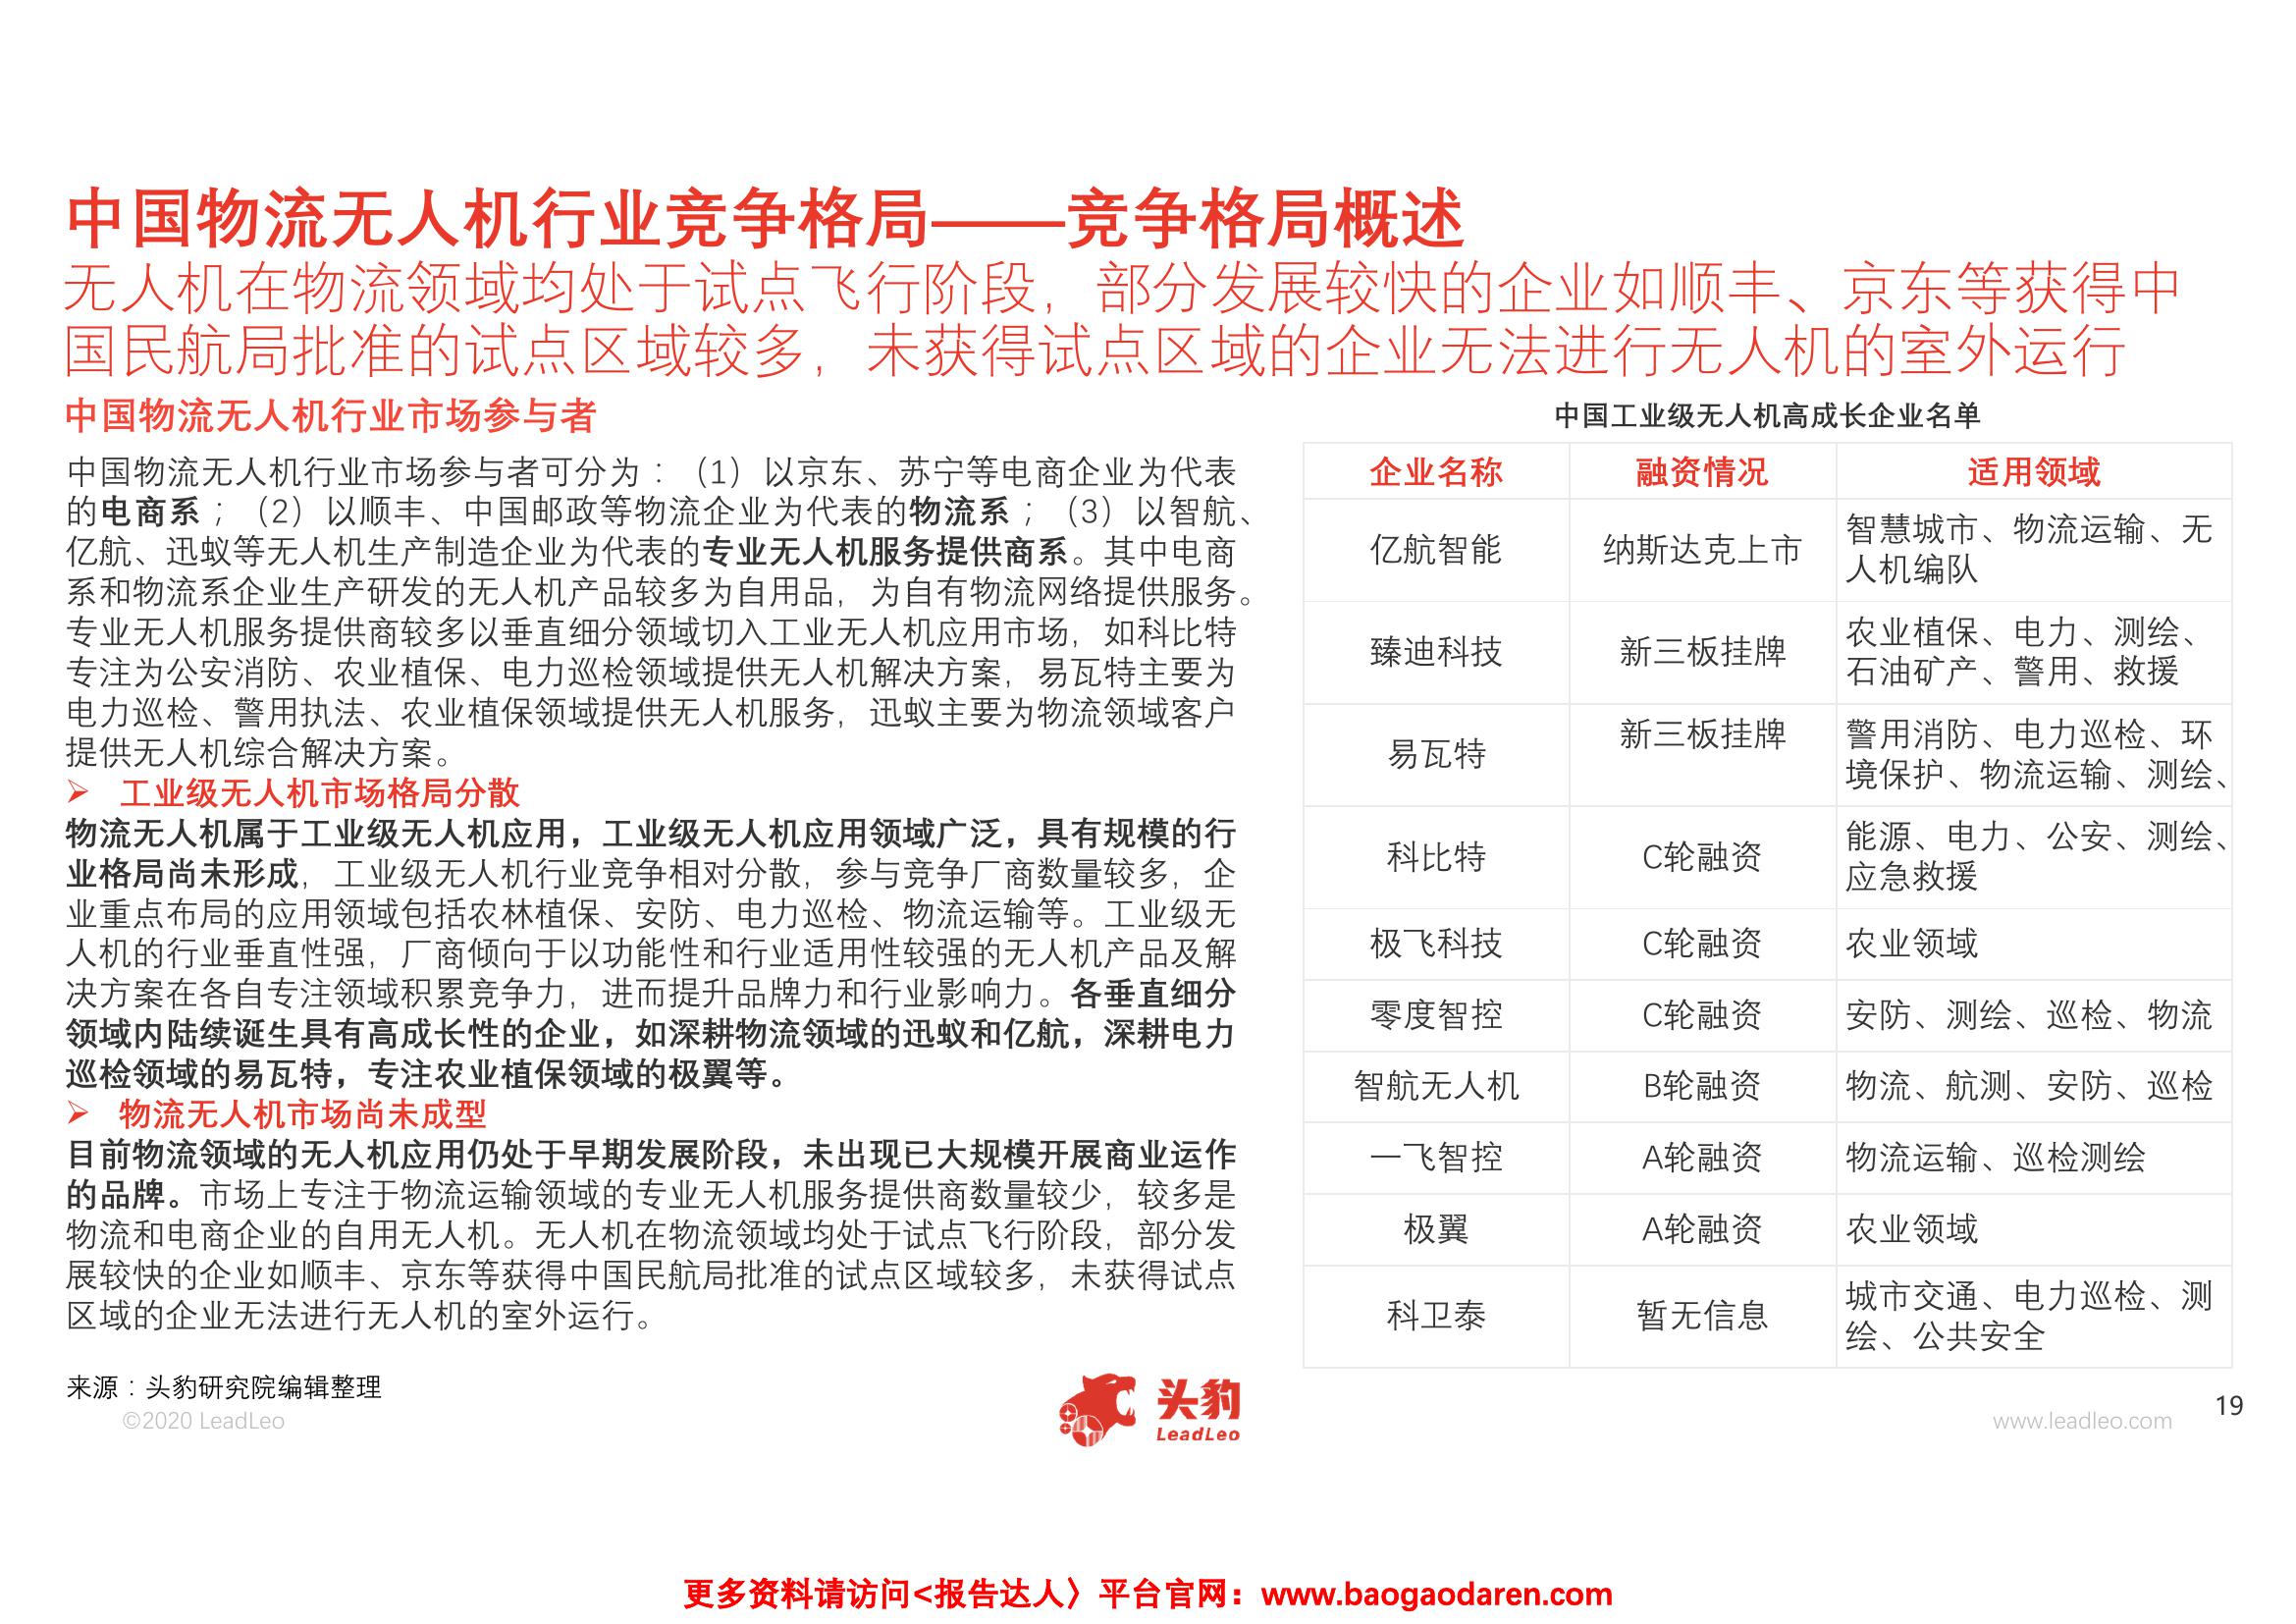 中国物流无人机行业竞争格局——竞争格局概述
无人机在物流领域均处于试点飞行阶段，部分发展较快的企业如顺丰、京东等获得中
国民航局批准的试点区域较多，未获得试点区域的企业无法进行无人机的室外运行
中国物流无人机行业市场参与者
中国物流无人机行业市场参与者可分为：（1）以京东、苏宁等电商企业为代表
的电商系；（2）以顺丰、中国邮政等物流企业为代表的物流系；（3）以智航、
亿航、迅蚁等无人机生产制造企业为代表的专业无人机服务提供商系。其中电商
系和物流系企业生产研发的无人机产品较多为自用品，为自有物流网络提供服务。
专业无人机服务提供商较多以垂直细分领域切入工业无人机应用市场，如科比特
专注为公安消防、农业植保、电力巡检领域提供无人机解决方案，易瓦特主要为
电力巡检、警用执法、农业植保领域提供无人机服务，迅蚁主要为物流领域客户
提供无人机综合解决方案。
➢ 工业级无人机市场格局分散
物流无人机属于工业级无人机应用，工业级无人机应用领域广泛，具有规模的行
业格局尚未形成，工业级无人机行业竞争相对分散，参与竞争厂商数量较多，企
业重点布局的应用领域包括农林植保、安防、电力巡检、物流运输等。工业级无
人机的行业垂直性强，厂商倾向于以功能性和行业适用性较强的无人机产品及解
决方案在各自专注领域积累竞争力，进而提升品牌力和行业影响力。各垂直细分
领域内陆续诞生具有高成长性的企业，如深耕物流领域的迅蚁和亿航，深耕电力
巡检领域的易瓦特，专注农业植保领域的极翼等。
➢ 物流无人机市场尚未成型
目前物流领域的无人机应用仍处于早期发展阶段，未出现已大规模开展商业运作
的品牌。市场上专注于物流运输领域的专业无人机服务提供商数量较少，较多是
物流和电商企业的自用无人机。无人机在物流领域均处于试点飞行阶段，部分发
展较快的企业如顺丰、京东等获得中国民航局批准的试点区域较多，未获得试点
区域的企业无法进行无人机的室外运行。
中国工业级无人机高成长企业名单
企业名称 融资情况 适用领域
亿航智能 纳斯达克上市 智慧城市、物流运输、无
人机编队
臻迪科技 新三板挂牌 农业植保、电力、测绘、
石油矿产、警用、救援
易瓦特 新三板挂牌 警用消防、电力巡检、环
境保护、物流运输、测绘、
科比特 C轮融资 能源、电力、公安、测绘、
应急救援
极飞科技 C轮融资 农业领域
零度智控 C轮融资 安防、测绘、巡检、物流
智航无人机 B轮融资 物流、航测、安防、巡检
一飞智控 A轮融资 物流运输、巡检测绘
极翼 A轮融资 农业领域
科卫泰 暂无信息 城市交通、电力巡检、测
绘、公共安全
来源：头豹研究院编辑整理
©2020 LeadLeo
头豹
LeadLeo
www.leadleo.com
19
更多资料请访问<报告达人〉平台官网：www.baogaodaren.com